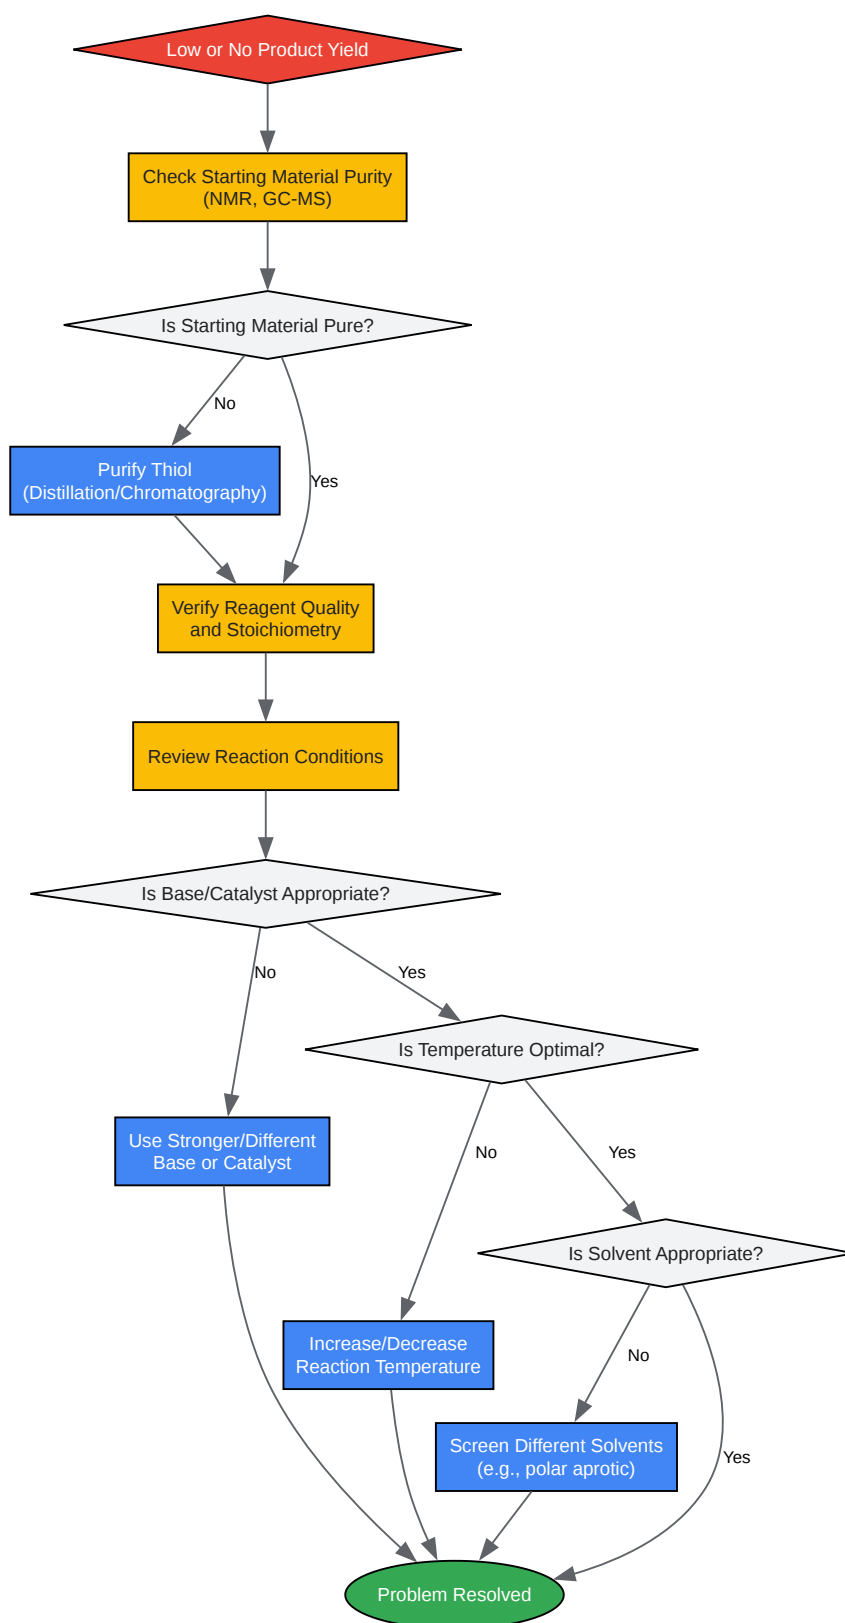 Low or No Product Yield
Check Starting Material Purity
(NMR, GC-MS)
Is Starting Material Pure?
No
Purify Thiol
(Distillation/Chromatography)
Yes
Verify Reagent Quality
and Stoichiometry
Review Reaction Conditions
Is Base/Catalyst Appropriate?
No
Yes
Is Temperature Optimal?
Use Stronger/Different
Base or Catalyst
No
Yes
Is Solvent Appropriate?
Increase/Decrease
Reaction Temperature
No
Screen Different Solvents
(e.g., polar aprotic)
Yes
Problem Resolved